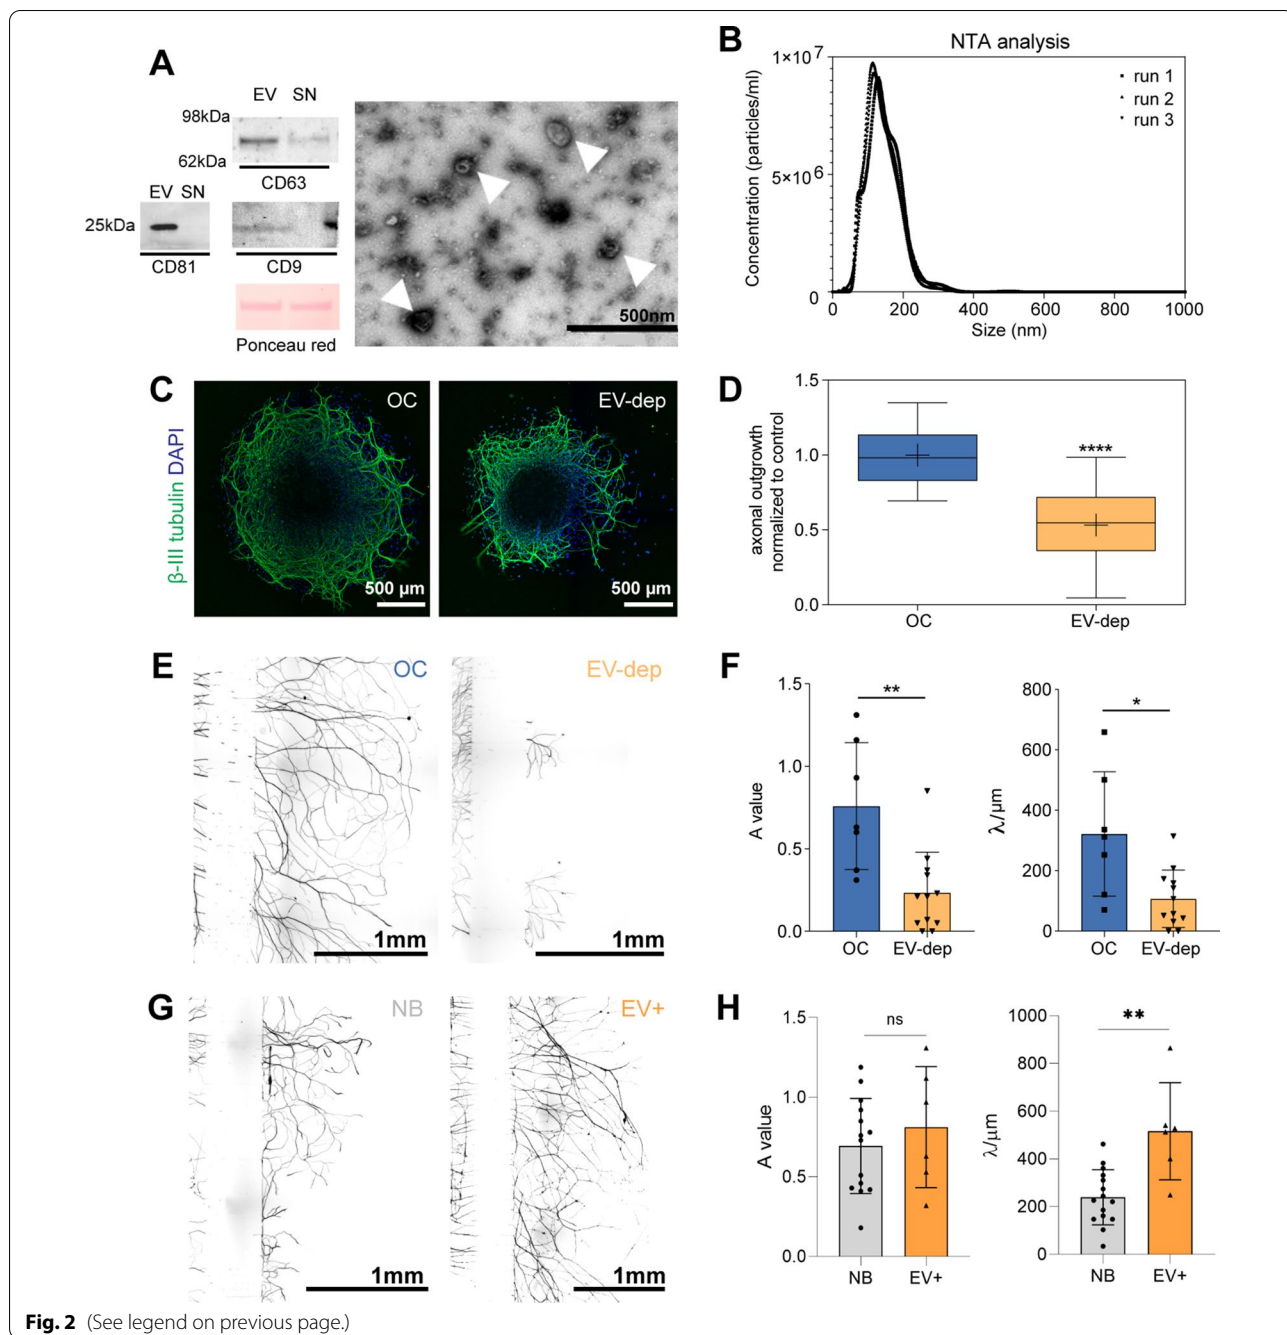 A
EV SN
98kDa
62kDa
CD63
EV SN
25kDa
CD81
CD9
Ponceau red
500nm
B
NTA analysis
Concentration (particles/ml)
1×10⁷
5×10⁶
0
run 1
run 2
run 3
0 200 400 600 800 1000
Size (nm)
C
β-III tubulin DAPI
OC
500 µm
EV-dep
500 µm
D
axonal outgrowth
normalized to control
1.5
1.0
0.5
0.0
****
OC EV-dep
E
OC
1mm
EV-dep
1mm
F
A value
1.5
1.0
0.5
0.0
**
OC EV-dep
λ/µm
800
600
400
200
0
*
OC EV-dep
G
NB
1mm
EV+
1mm
H
A value
1.5
1.0
0.5
0.0
ns
NB EV+
λ/µm
1000
800
600
400
200
0
**
NB EV+
Fig. 2 (See legend on previous page.)